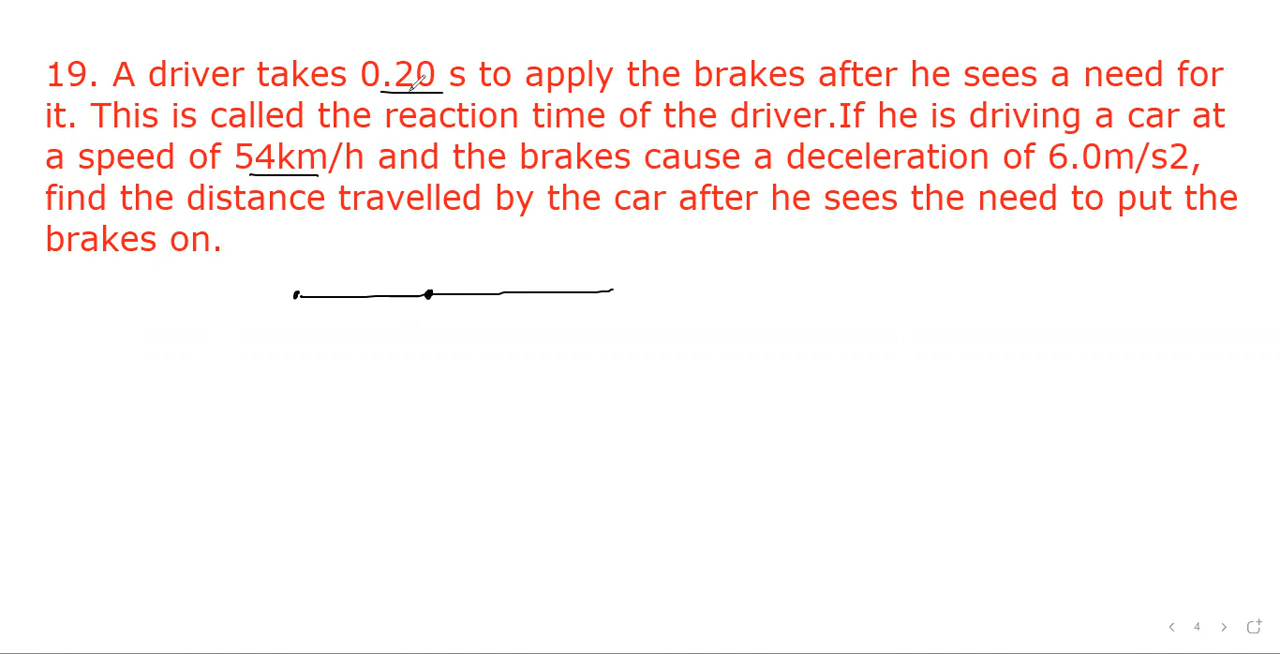 19. A driver takes 0.20 s to apply the brakes after he sees a need for
it. This is called the reaction time of the driver.If he is driving a car at
a speed of 54km/h and the brakes cause a deceleration of 6.0m/s2,
find the distance travelled by the car after he sees the need to put the
brakes on.
< 4 >